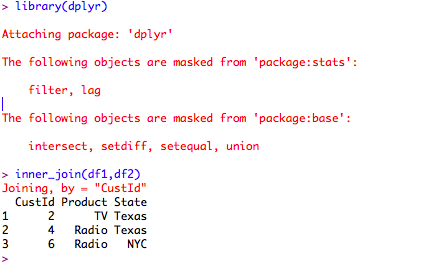 > library(dplyr)
Attaching package: 'dplyr'
The following objects are masked from 'package:stats':
filter, lag
The following objects are masked from 'package:base':
intersect, setdiff, setequal, union
> inner_join(df1,df2)
Joining, by = "CustId"
CustId Product State
1 2 TV Texas
2 4 Radio Texas
3 6 Radio NYC
>